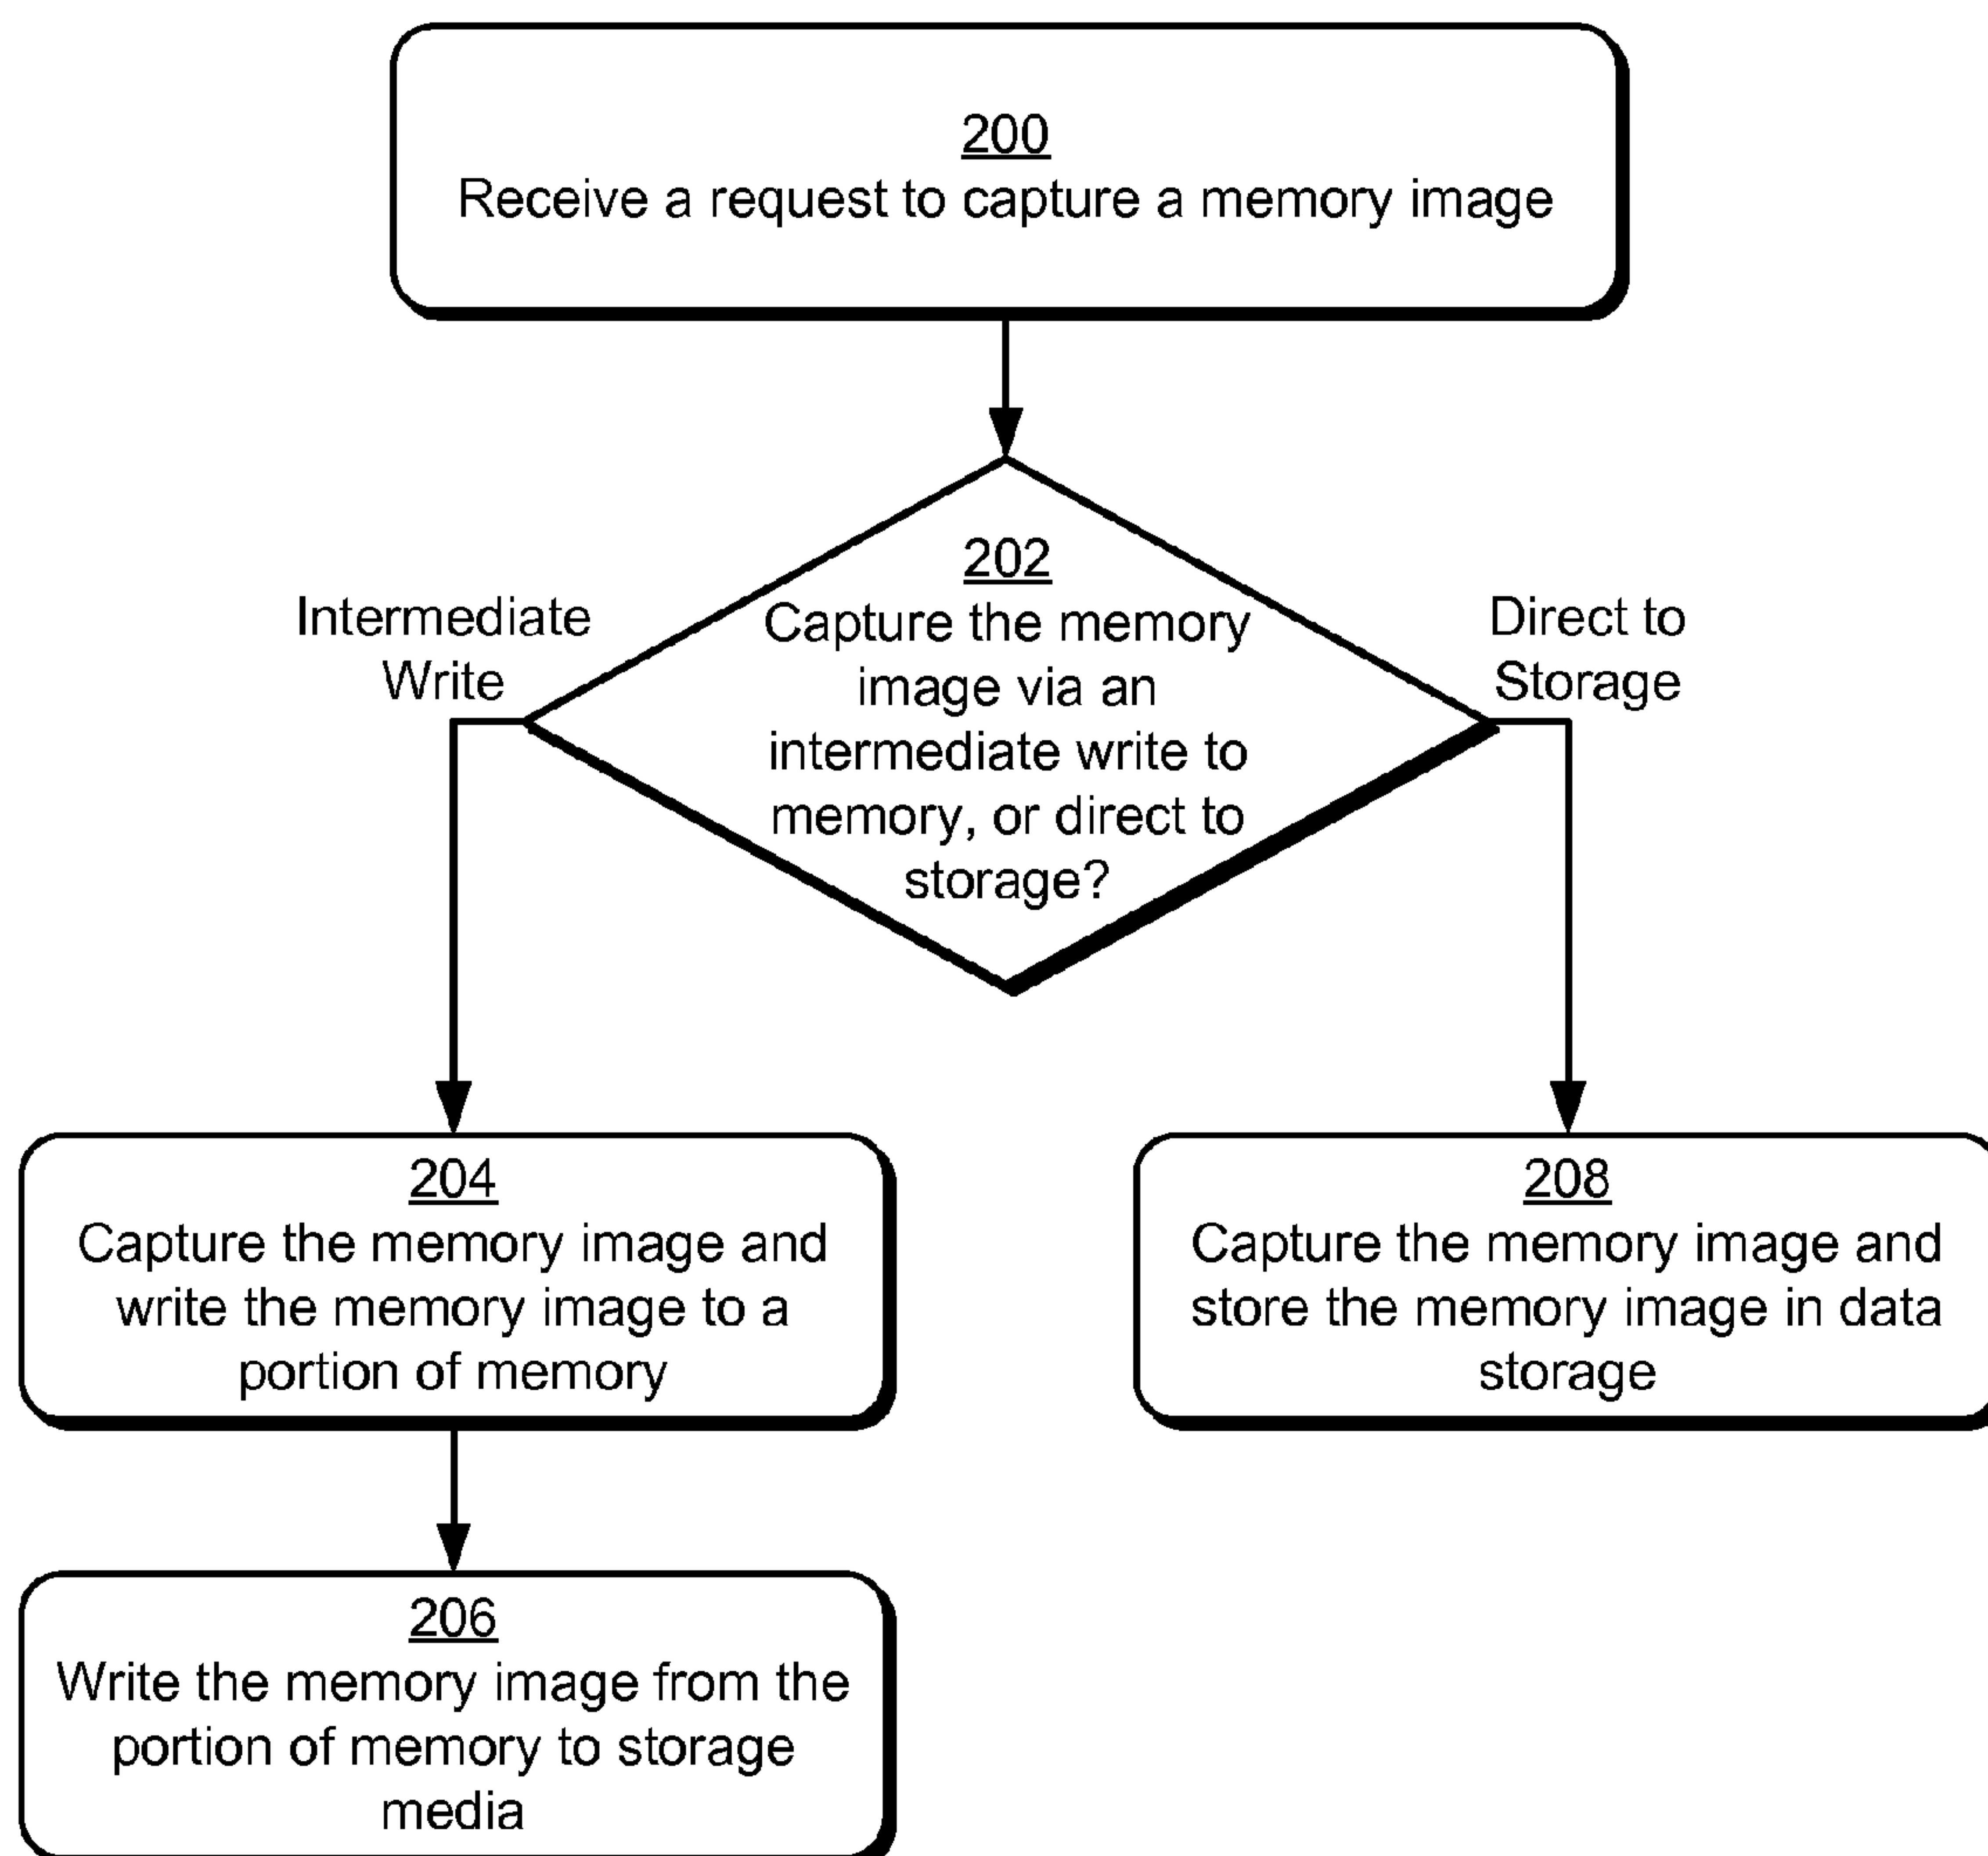 200
Receive a request to capture a memory image
202
Capture the memory
image via an
intermediate write to
memory, or direct to
storage?
Intermediate
Write
Direct to
Storage
204
Capture the memory image and
write the memory image to a
portion of memory
208
Capture the memory image and
store the memory image in data
storage
206
Write the memory image from the
portion of memory to storage
media